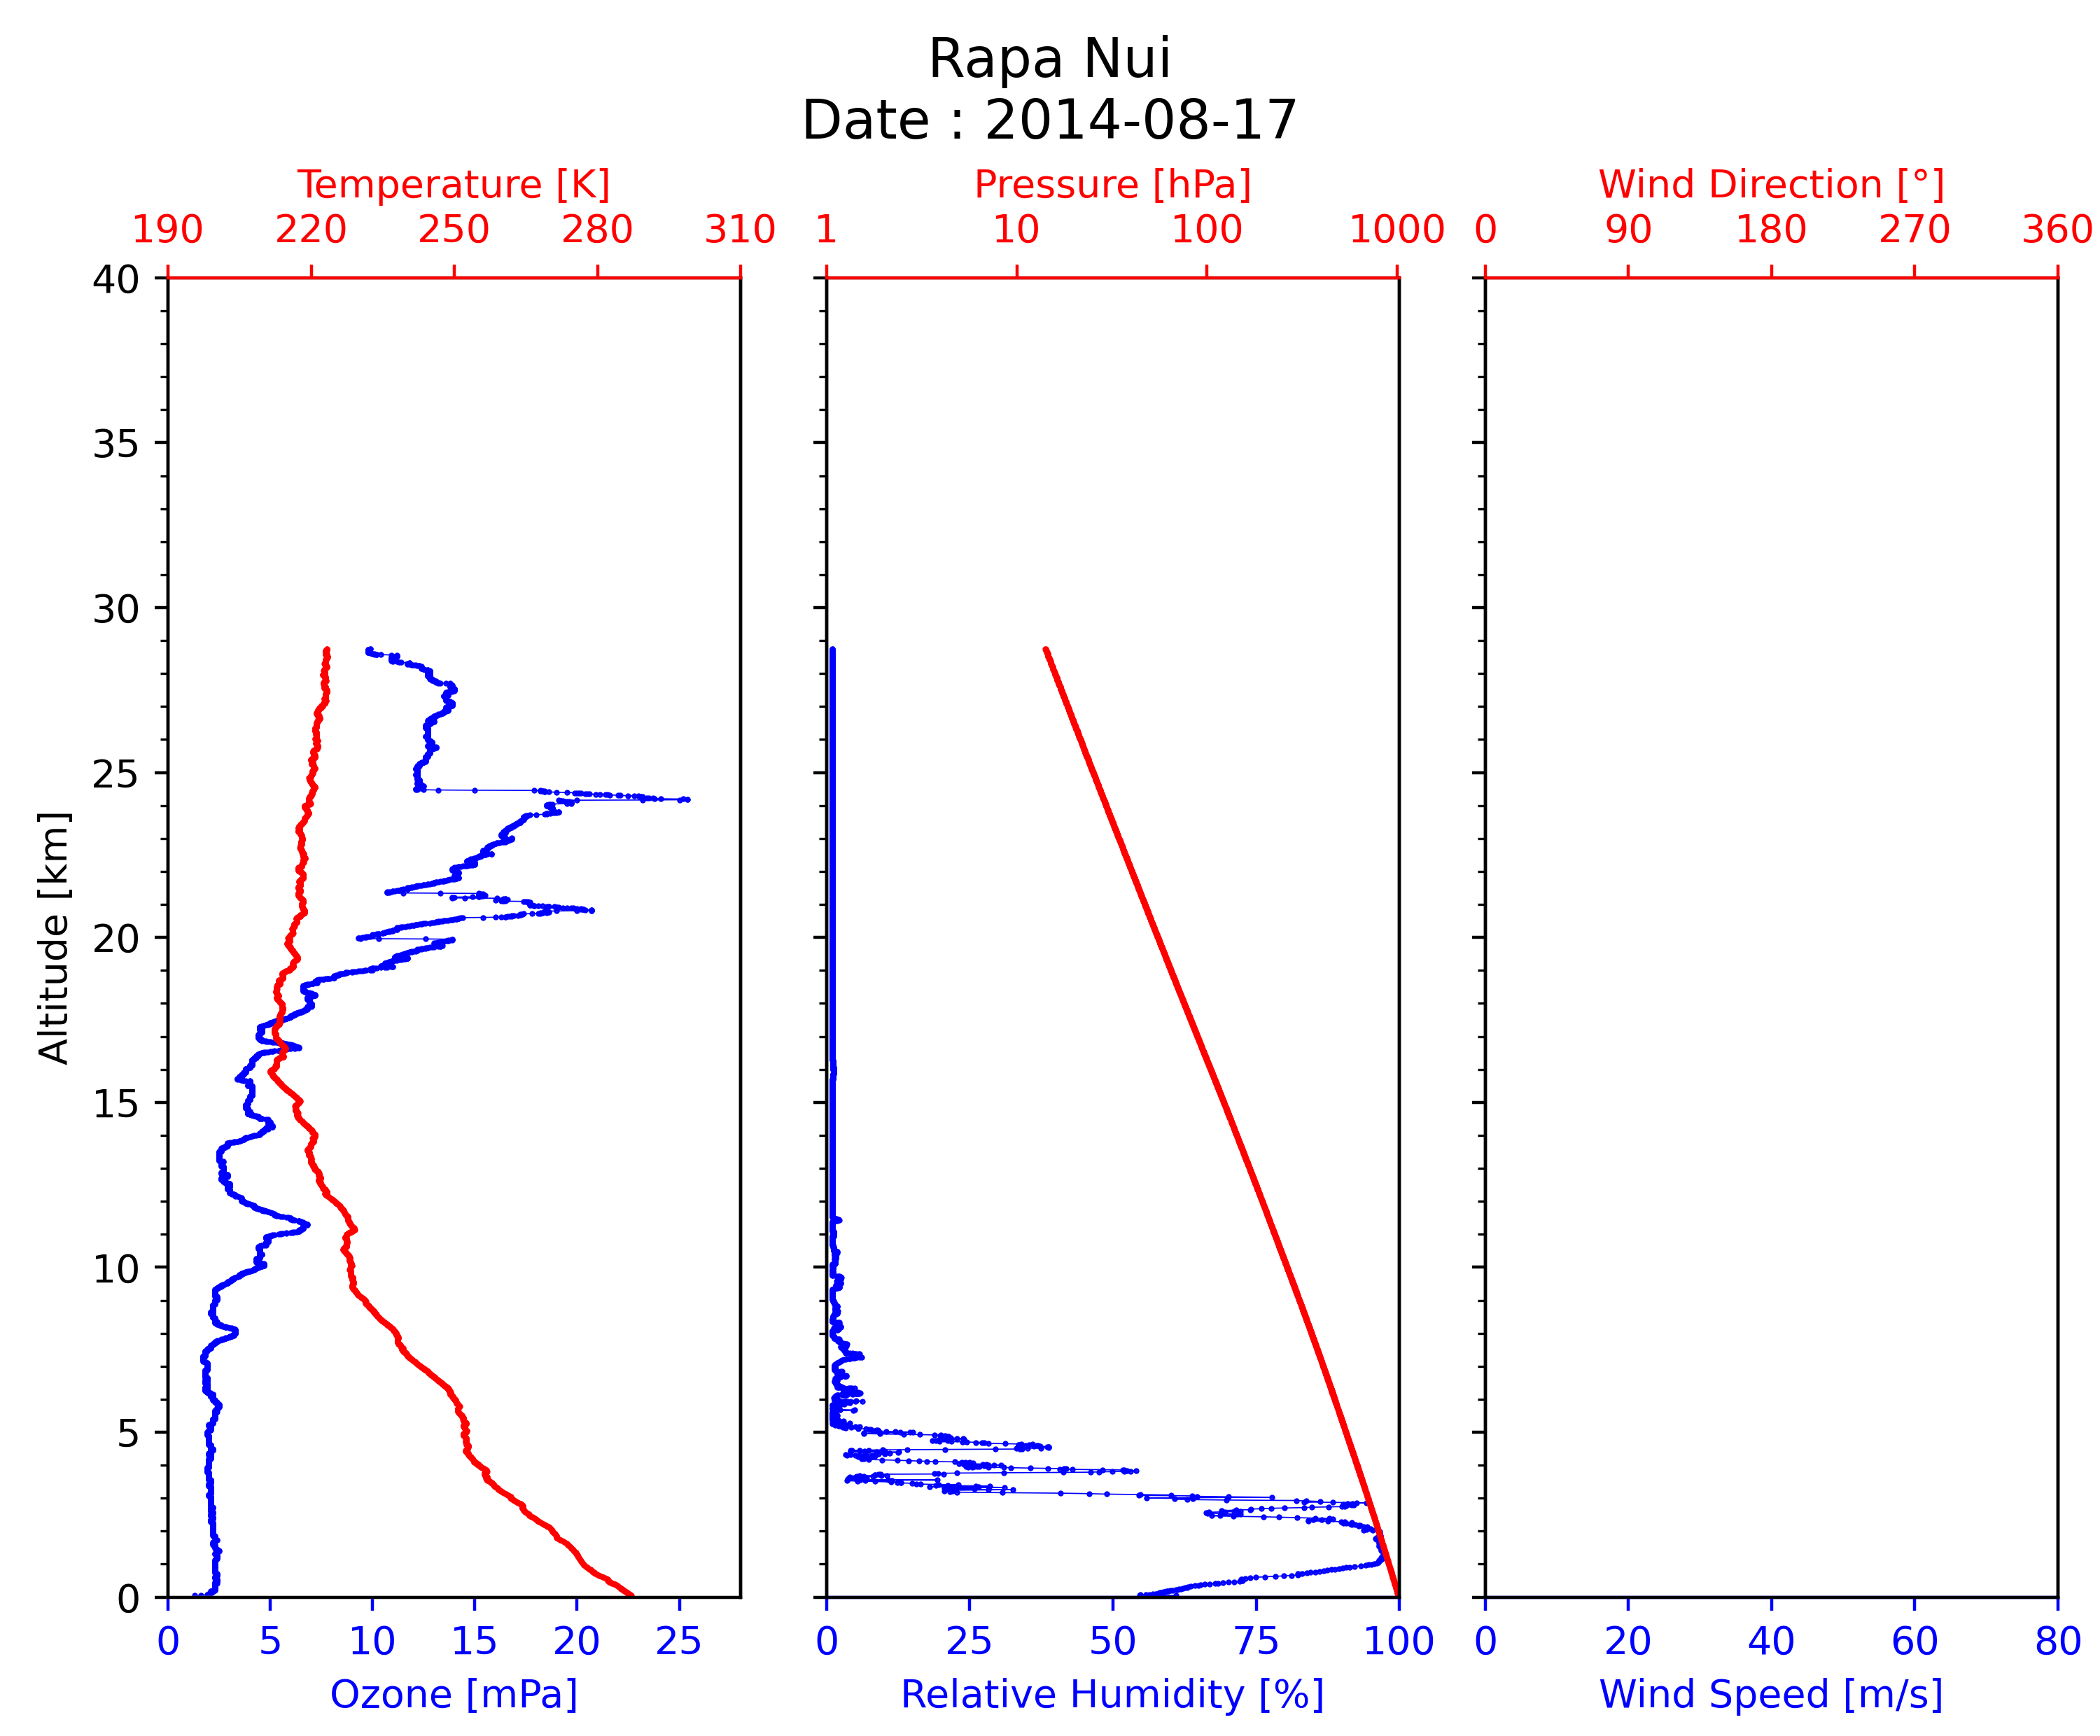 Rapa Nui
Date : 2014-08-17
Temperature [K]
190 220 250 280 310
Pressure [hPa]
1 10 100 1000
Wind Direction [°]
0 90 180 270 360
Altitude [km]
40
35
30
25
20
15
10
5
0
0 5 10 15 20 25
Ozone [mPa]
0 25 50 75 100
Relative Humidity [%]
0 20 40 60 80
Wind Speed [m/s]